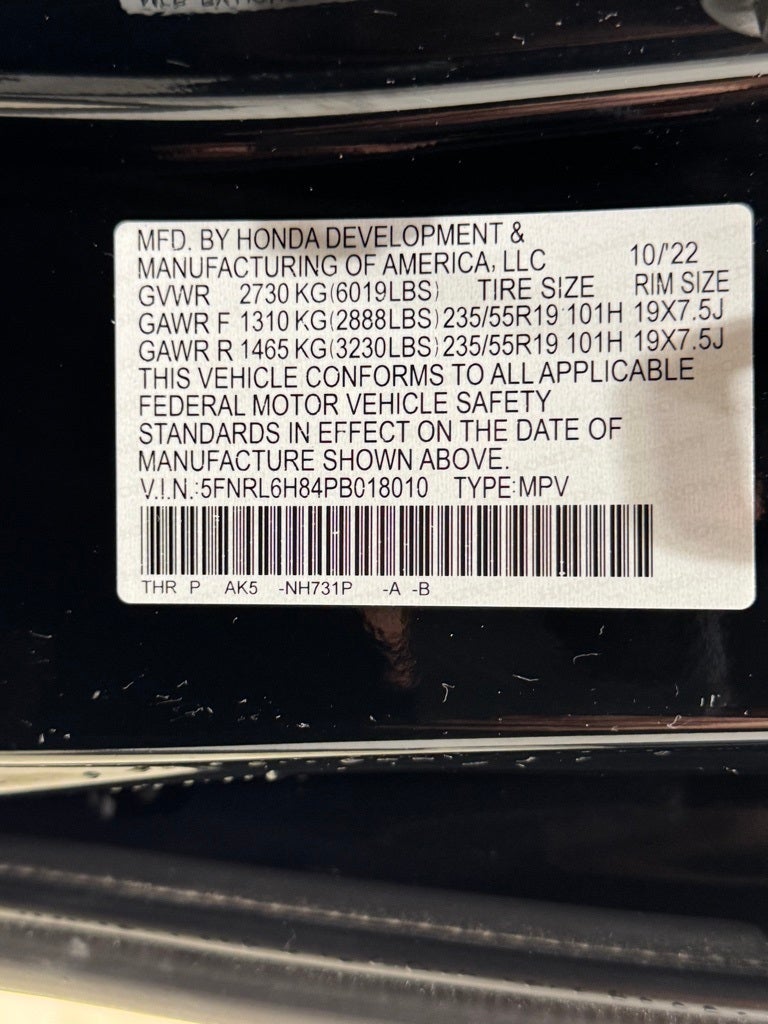 MFD. BY HONDA DEVELOPMENT &
MANUFACTURING OF AMERICA, LLC 10/'22
GVWR 2730 KG(6019LBS) TIRE SIZE RIM SIZE
GAWR F 1310 KG(2888LBS) 235/55R19 101H 19X7.5J
GAWR R 1465 KG(3230LBS) 235/55R19 101H 19X7.5J
THIS VEHICLE CONFORMS TO ALL APPLICABLE
FEDERAL MOTOR VEHICLE SAFETY
STANDARDS IN EFFECT ON THE DATE OF
MANUFACTURE SHOWN ABOVE.
V.I.N.:5FNRL6H84PB018010 TYPE:MPV
THR P AK5 -NH731P -A -B